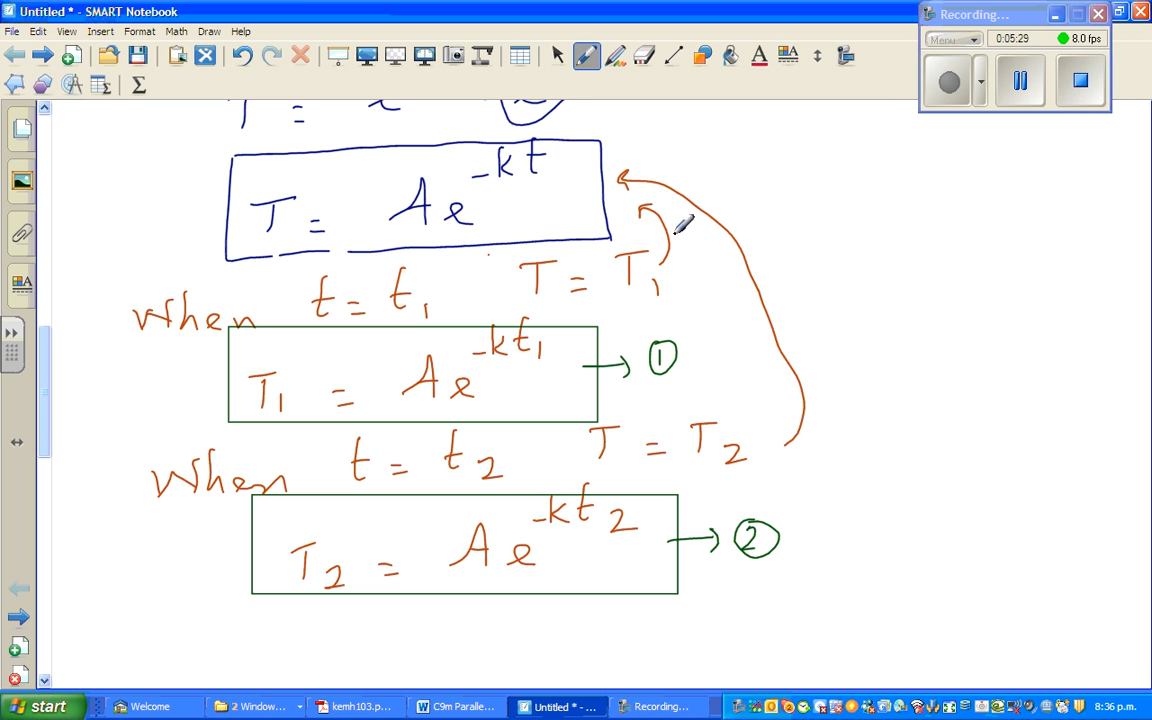 Untitled * - SMART Notebook
Recording...
File Edit View Insert Format Math Draw Help
Menu 0:05:29 8.0 fps
T =
T = Ae^-kt
When t = t1 T = T1
T1 = Ae^-kt1 → 1
When t = t2 T = T2
T2 = Ae^-kt2 → 2
start Welcome 2 Window... kemh103.p... C9m Paralle... Untitled * - ... Recording... 8:36 p.m.